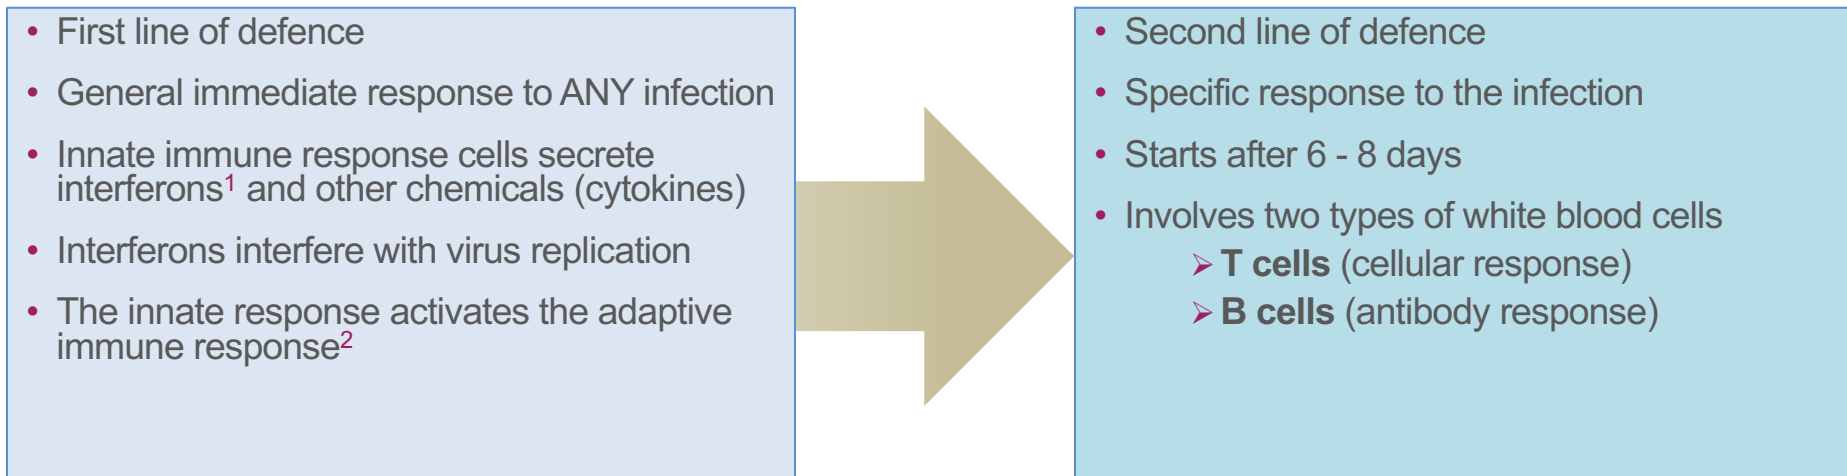 • First line of defence
• General immediate response to ANY infection
• Innate immune response cells secrete
interferons1 and other chemicals (cytokines)
• Interferons interfere with virus replication
• The innate response activates the adaptive
immune response2
• Second line of defence
• Specific response to the infection
• Starts after 6 - 8 days
• Involves two types of white blood cells
➢ T cells (cellular response)
➢ B cells (antibody response)